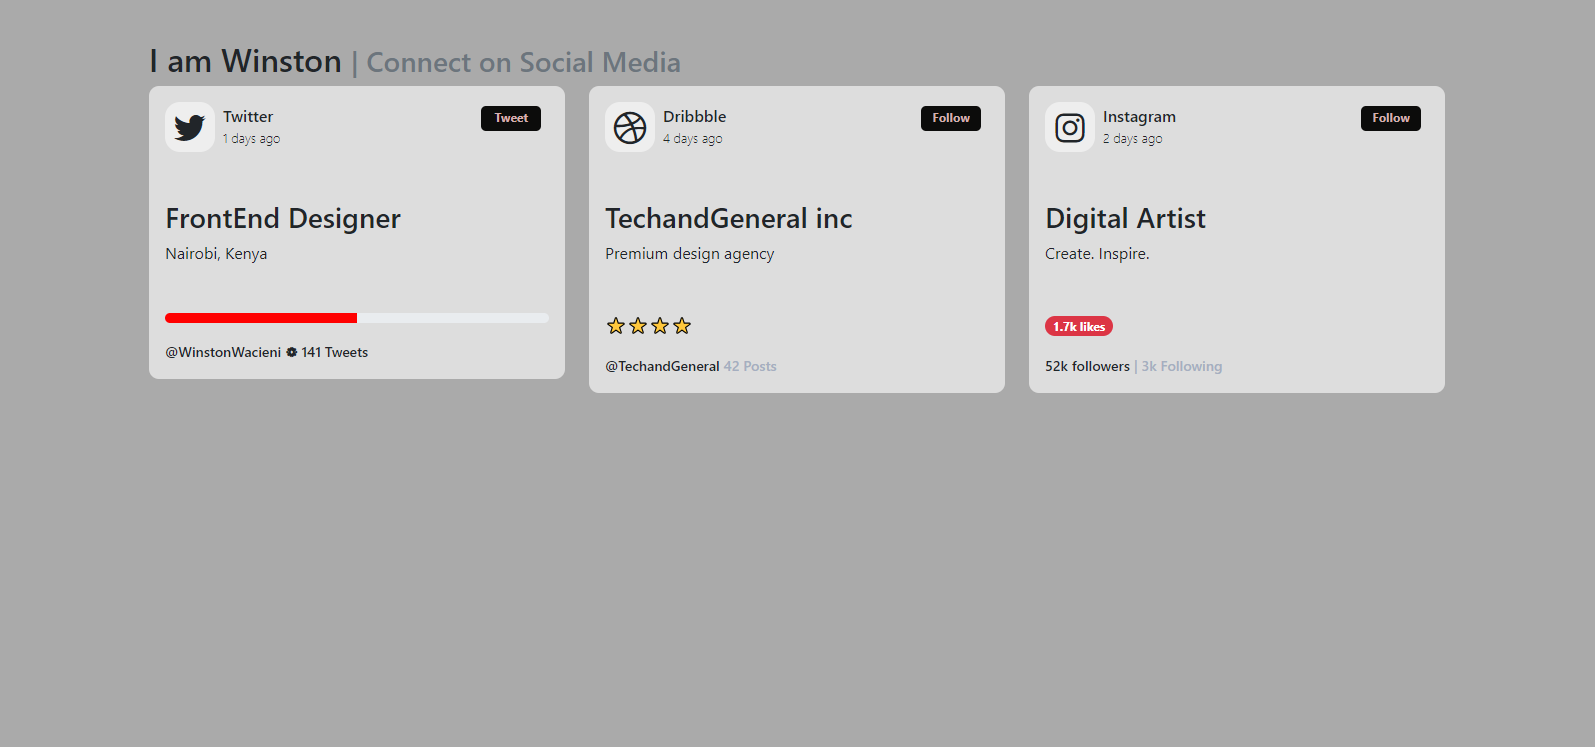 I am Winston | Connect on Social Media
Twitter
1 days ago
Tweet
FrontEnd Designer
Nairobi, Kenya
@WinstonWacieni 141 Tweets
Dribbble
4 days ago
Follow
TechandGeneral inc
Premium design agency
@TechandGeneral 42 Posts
Instagram
2 days ago
Follow
Digital Artist
Create. Inspire.
1.7k likes
52k followers | 3k Following